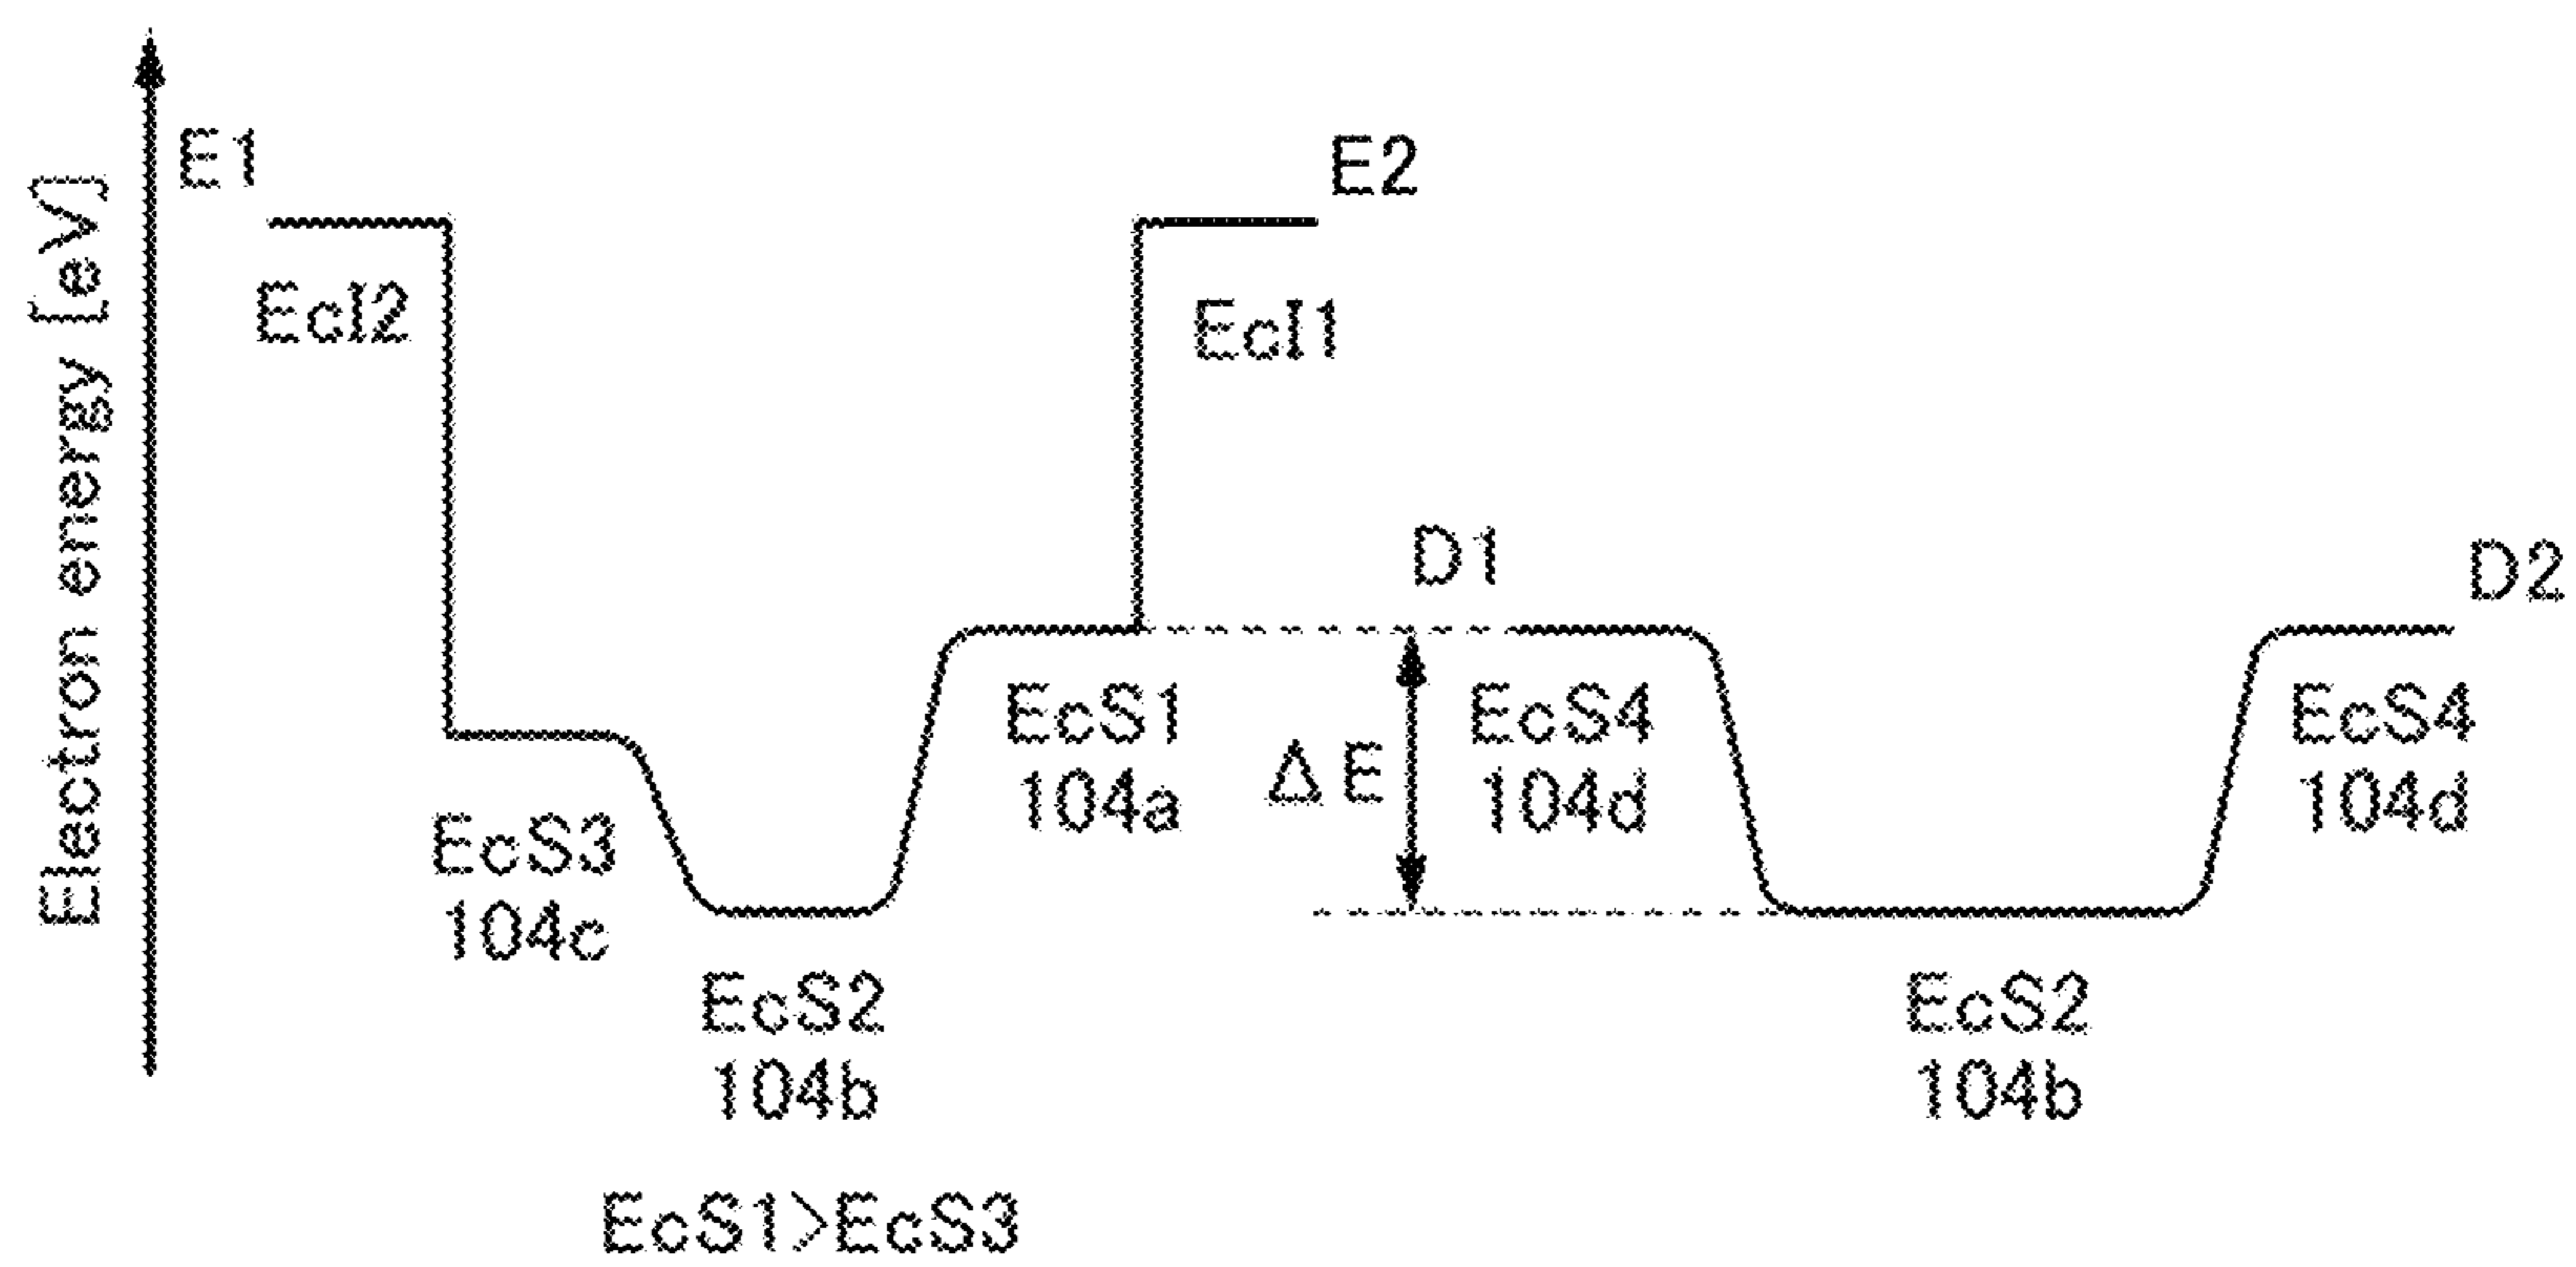 Electron energy [eV]
E1
E2
EcI2
EcI1
D1
D2
EcS1
104a
ΔE
EcS4
104d
EcS4
104d
EcS3
104c
EcS2
104b
EcS2
104b
EcS1>EcS3